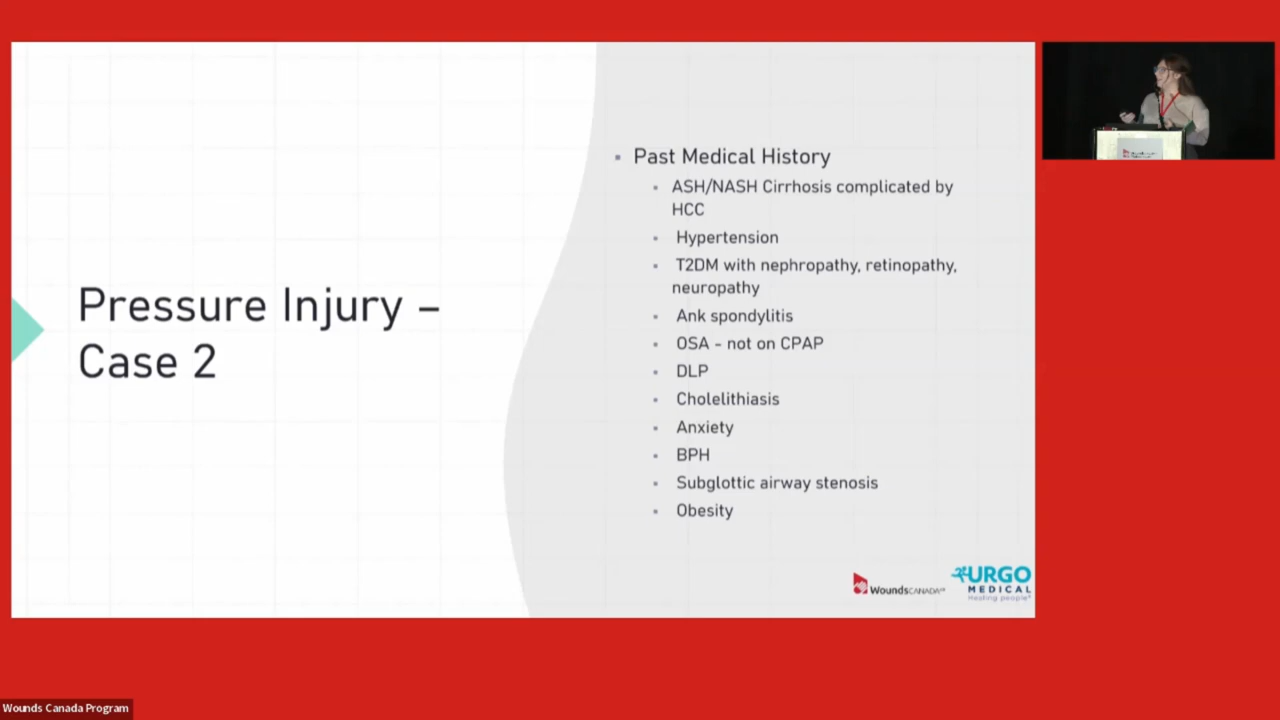 Pressure Injury –
Case 2
Past Medical History
ASH/NASH Cirrhosis complicated by
HCC
Hypertension
T2DM with nephropathy, retinopathy,
neuropathy
Ank spondylitis
OSA - not on CPAP
DLP
Cholelithiasis
Anxiety
BPH
Subglottic airway stenosis
Obesity
WoundsCANADA
URGO
MEDICAL
Healing people
Wounds Canada Program